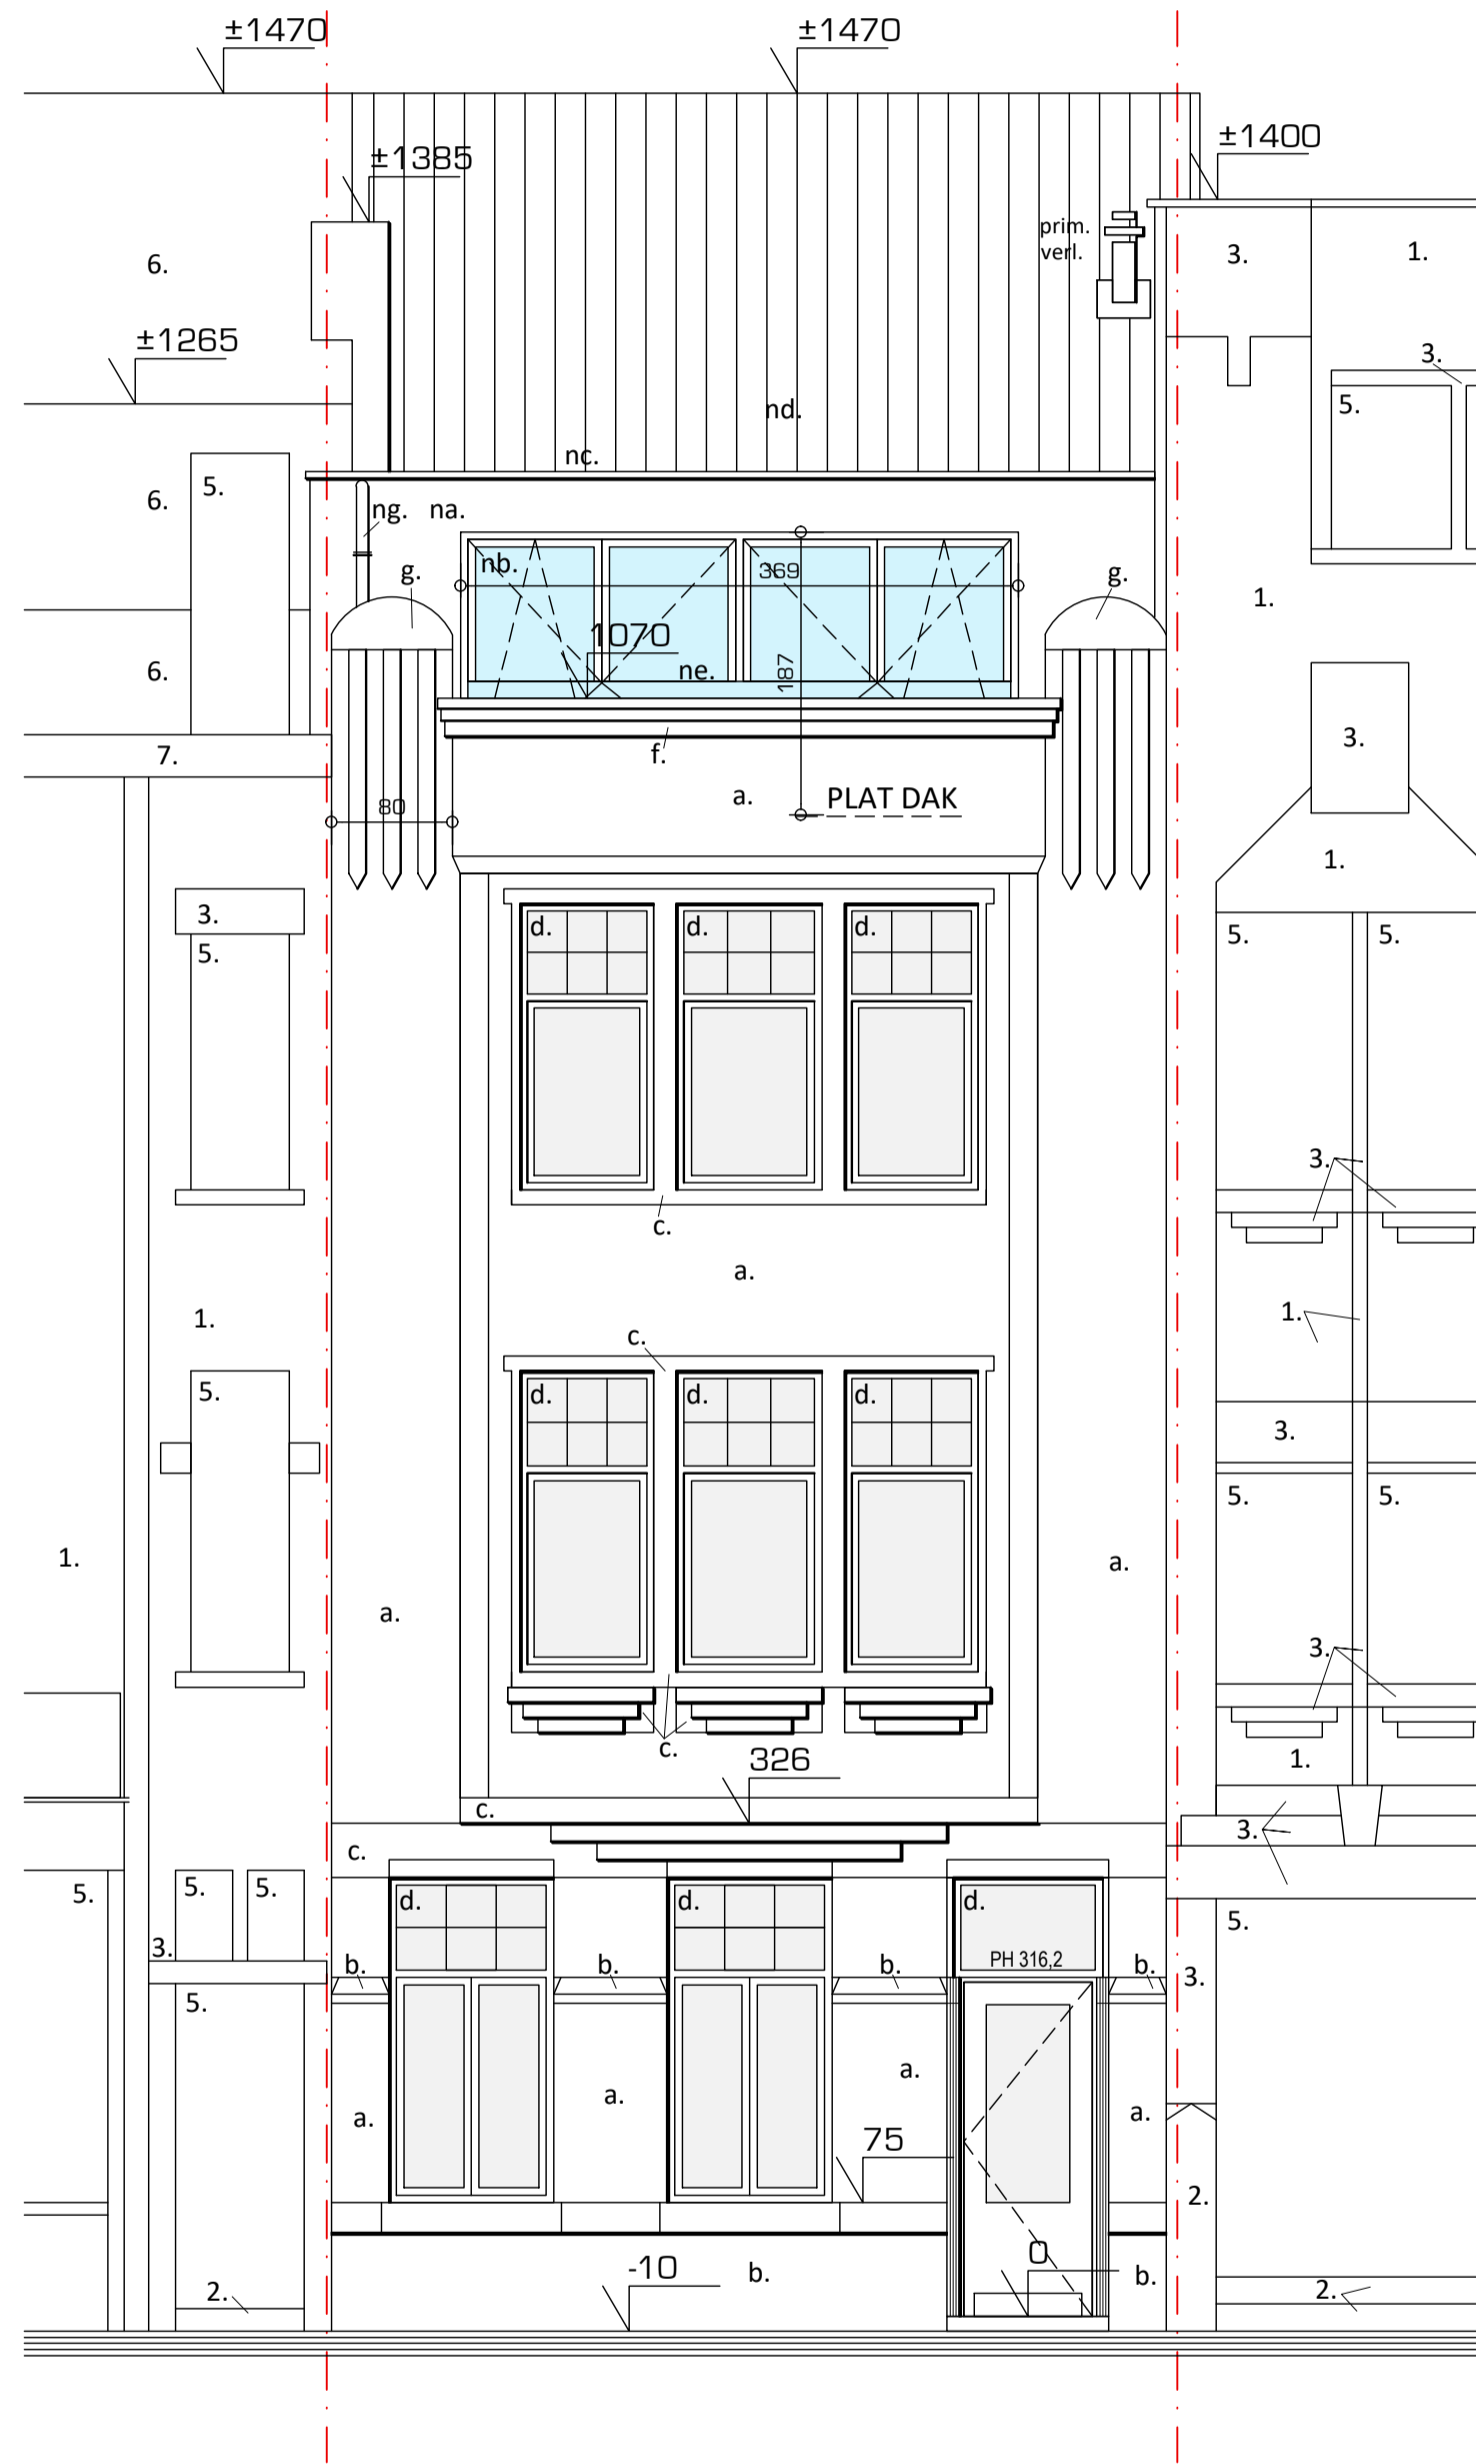 ±1470 ±1470
±1400
±1385
prim.
verl.
6. 3. 1.
±1265
3.
nd. 5.
nc.
6. 5. ng. na.
nb. 369
g. g.
1.
1070
6. ne. 187
3.
7. f.
a. PLAT DAK
80
1.
3. d. d. d. 5. 5.
5.
3.
c.
a.
1. 1.
c.
5. d. d. d.
3.
5. 5.
1. a.
a.
3.
c.
326 1.
c.
3.
c.
5. 5. 5. d. d. d. 5.
3. b. b. b. PH 316,2 b. 3.
5.
a.
a. a. a.
75
2.
0
-10 b. b.
2. 2.